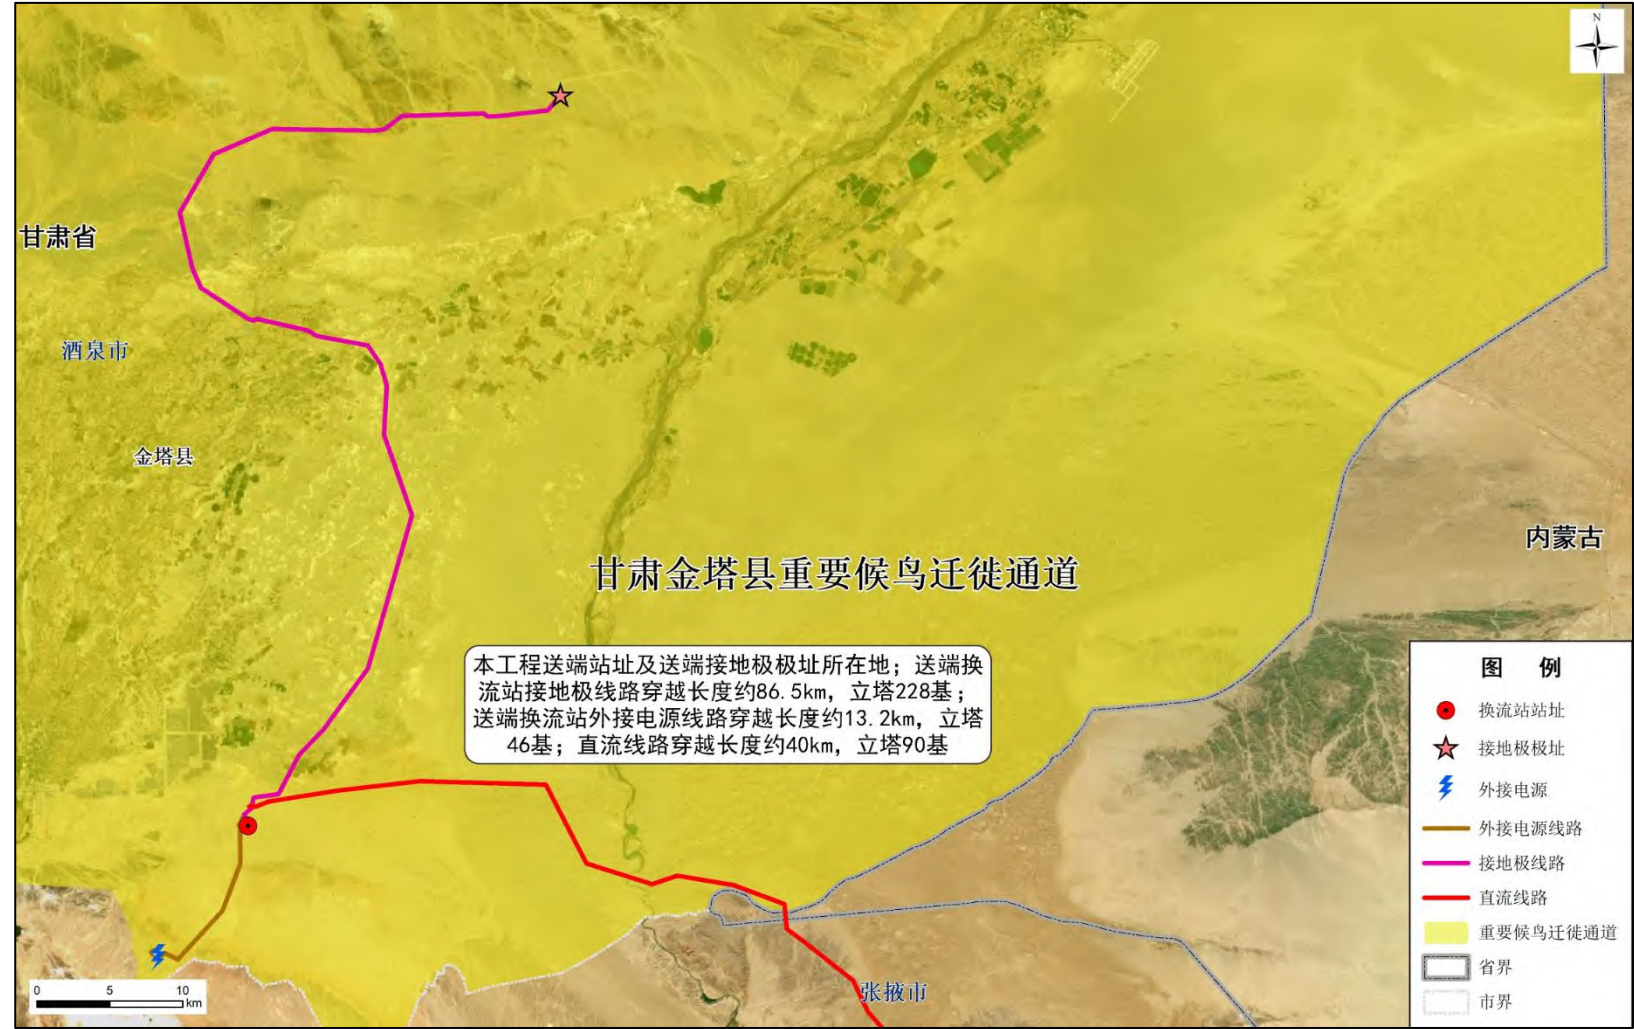 N
甘肃省
酒泉市
金塔县
内蒙古
甘肃金塔县重要候鸟迁徙通道
本工程送端站址及送端接地极极址所在地；送端换
流站接地极线路穿越长度约86.5km，立塔228基；
送端换流站外接电源线路穿越长度约13.2km，立塔
46基；直流线路穿越长度约40km，立塔90基
张掖市
图 例
换流站站址
接地极极址
外接电源
外接电源线路
接地极线路
直流线路
重要候鸟迁徙通道
省界
市界
0 5 10
km